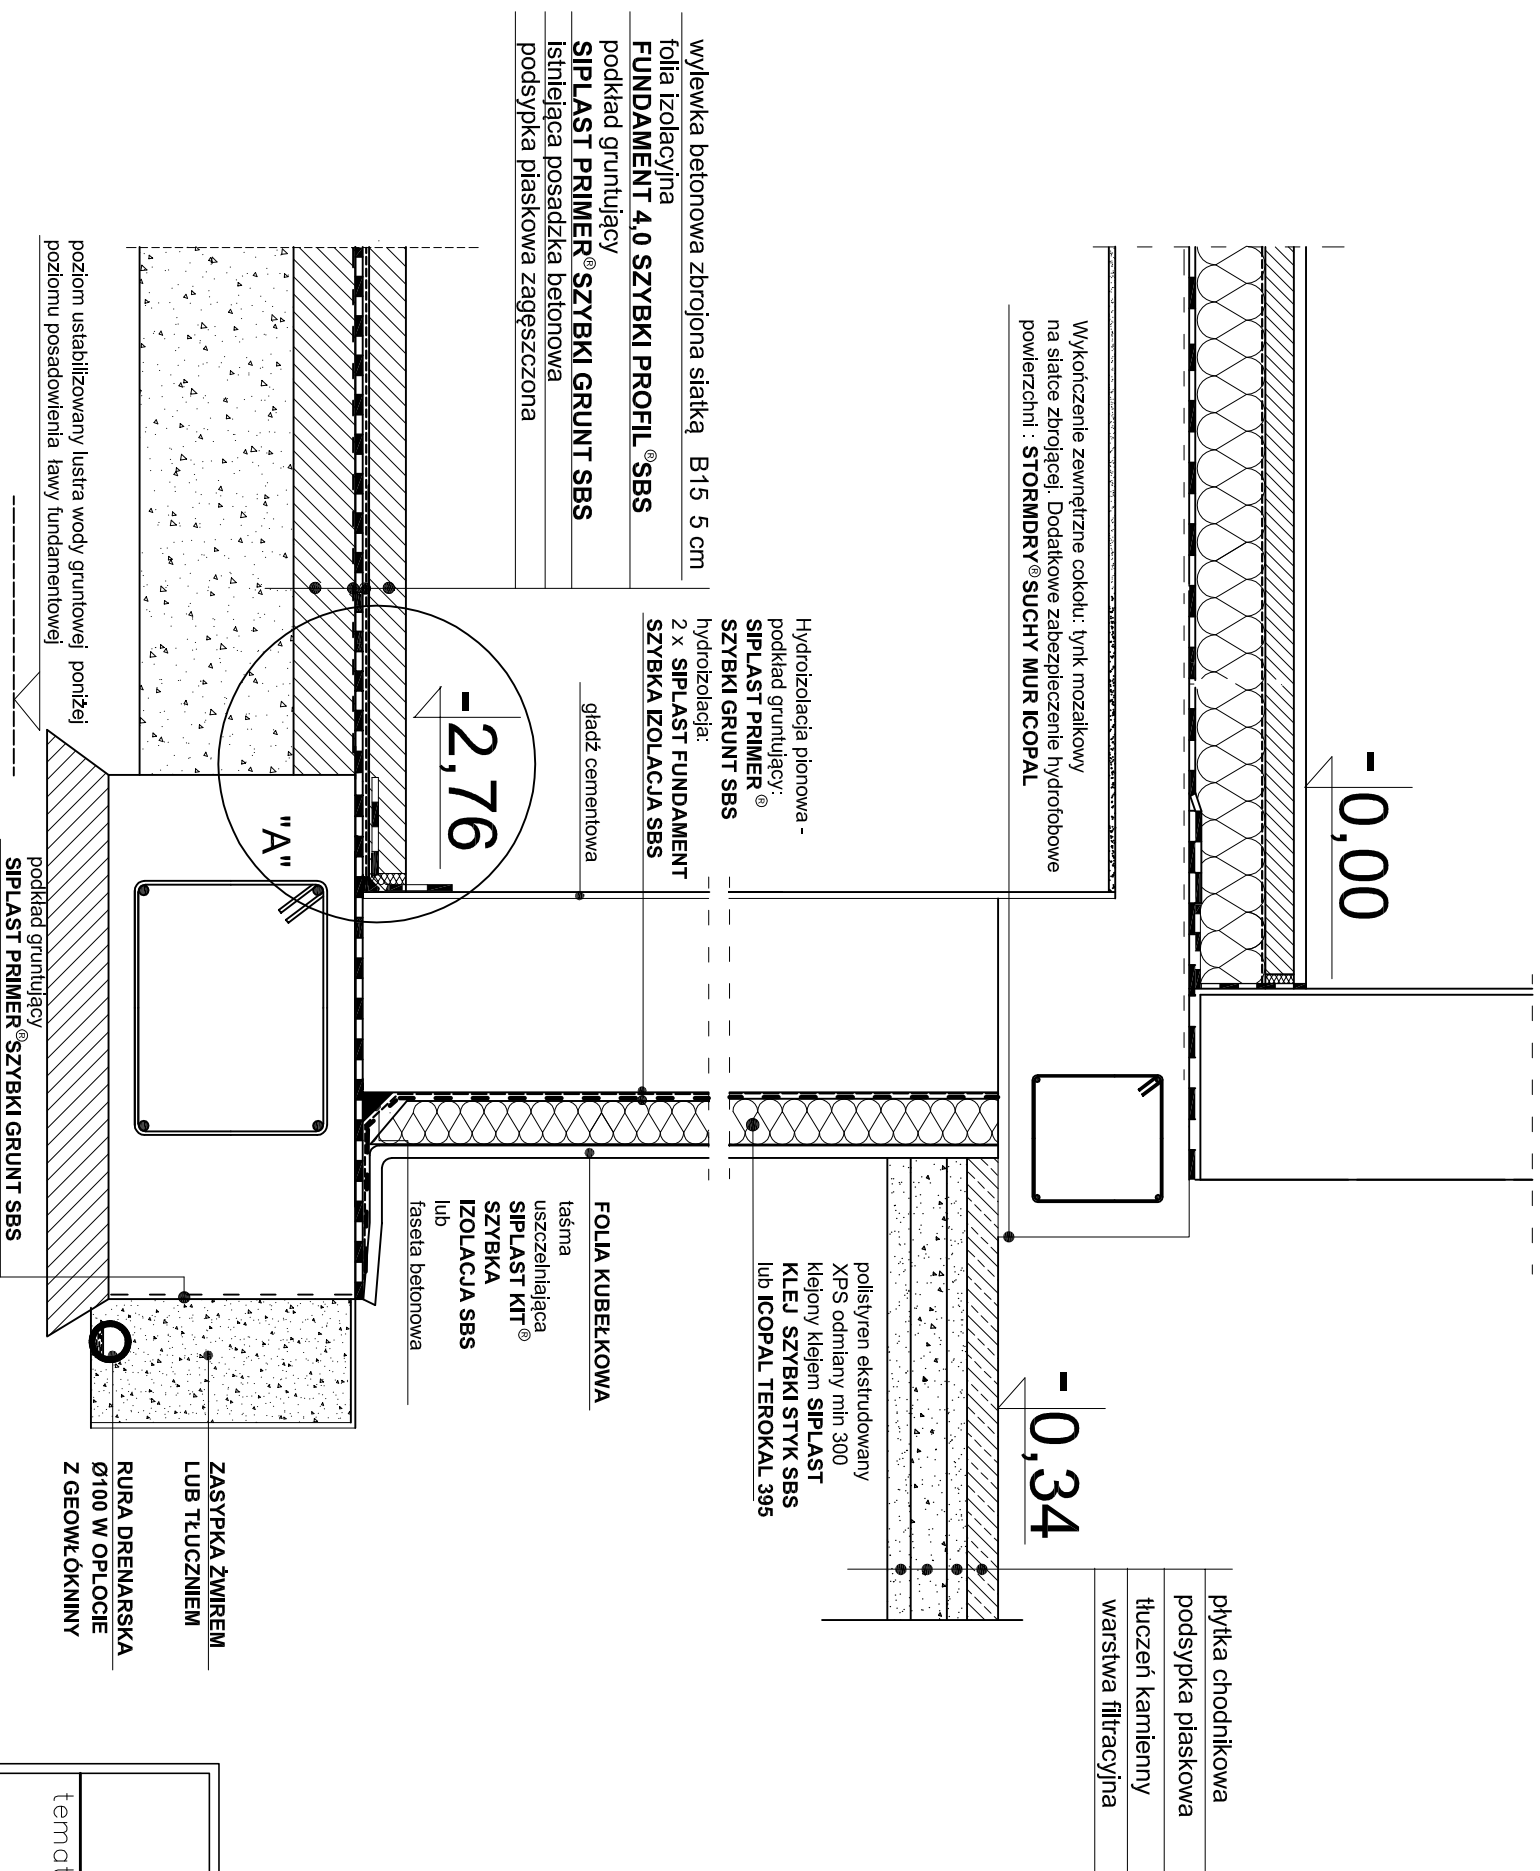 - 0,00
Wykończenie zewnętrzne cokołu: tynk mozaikowy
na siatce zbrojącej. Dodatkowe zabezpieczenie hydrofobowe
powierzchni : STORMDRY® SUCHY MUR ICOPAL
- 0,34
płytka chodnikowa
podsypka piaskowa
tłuczeń kamienny
warstwa filtracyjna
Hydroizolacja pionowa -
podkład gruntujący:
SIPLAST PRIMER®
SZYBKI GRUNT SBS
hydroizolacja:
2 x SIPLAST FUNDAMENT
SZYBKA IZOLACJA SBS
gładź cementowa
polistyren ekstrudowany
XPS odmiany min 300
klejony klejem SIPLAST
KLEJ SZYBKI STYK SBS
lub ICOPAL TEROKAL 395
wylewka betonowa zbrojona siatką B15 5 cm
folia izolacyjna
FUNDAMENT 4,0 SZYBKI PROFIL® SBS
podkład gruntujący
SIPLAST PRIMER® SZYBKI GRUNT SBS
istniejąca posadzka betonowa
podsypka piaskowa zagęszczona
- 2,76
"A"
FOLIA KUBEŁKOWA
taśma
uszczelniająca
SIPLAST KIT®
SZYBKA
IZOLACJA SBS
lub
faseta betonowa
ZASYPKA ŻWIREM
LUB TŁUCZNIEM
RURA DRENARSKA
Ø100 W OPLOCIE
Z GEOWŁÓKNINY
poziom ustabilizowany lustra wody gruntowej poniżej
poziomu posadowienia ławy fundamentowej
podkład gruntujący
SIPLAST PRIMER® SZYBKI GRUNT SBS
temat